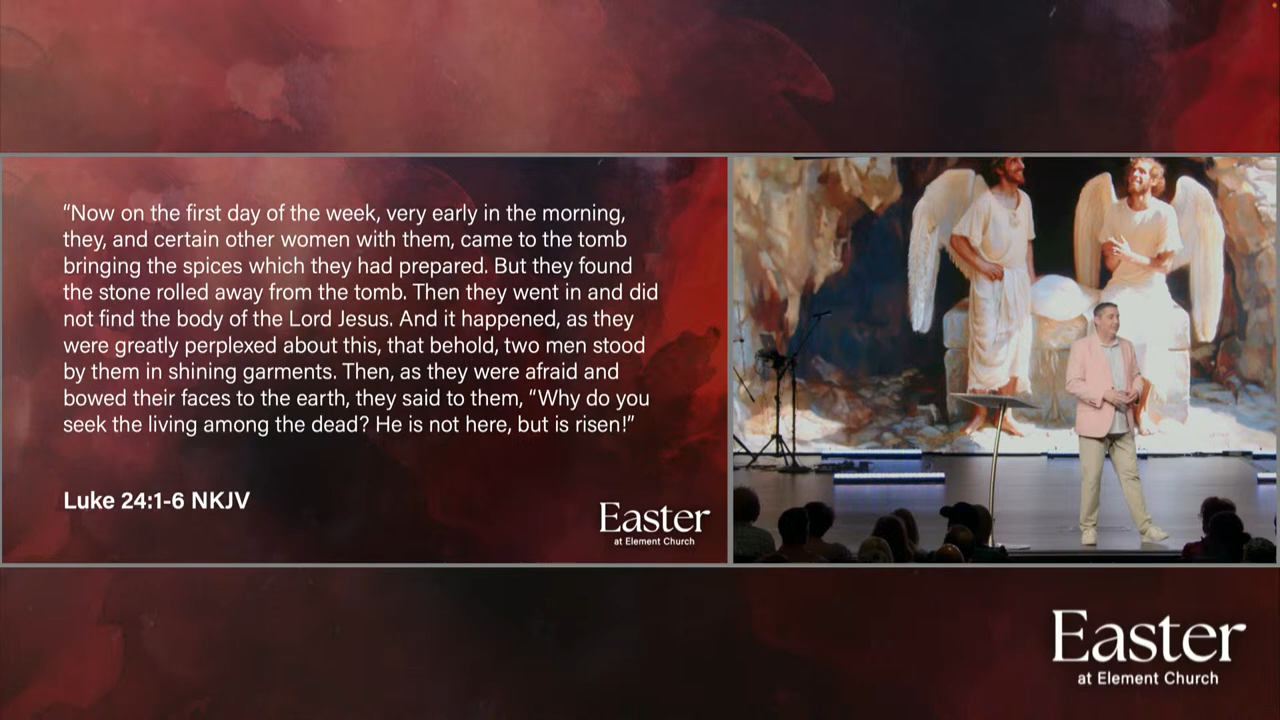 “Now on the first day of the week, very early in the morning,
they, and certain other women with them, came to the tomb
bringing the spices which they had prepared. But they found
the stone rolled away from the tomb. Then they went in and did
not find the body of the Lord Jesus. And it happened, as they
were greatly perplexed about this, that behold, two men stood
by them in shining garments. Then, as they were afraid and
bowed their faces to the earth, they said to them, “Why do you
seek the living among the dead? He is not here, but is risen!”
Luke 24:1-6 NKJV
Easter
at Element Church
Easter
at Element Church